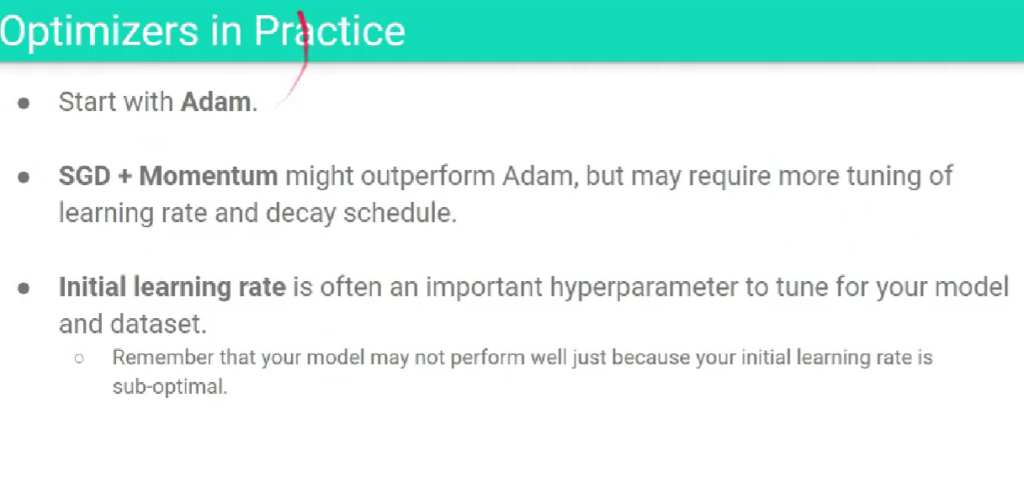 Optimizers in Practice
● Start with Adam.
● SGD + Momentum might outperform Adam, but may require more tuning of
learning rate and decay schedule.
● Initial learning rate is often an important hyperparameter to tune for your model
and dataset.
○ Remember that your model may not perform well just because your initial learning rate is
sub-optimal.